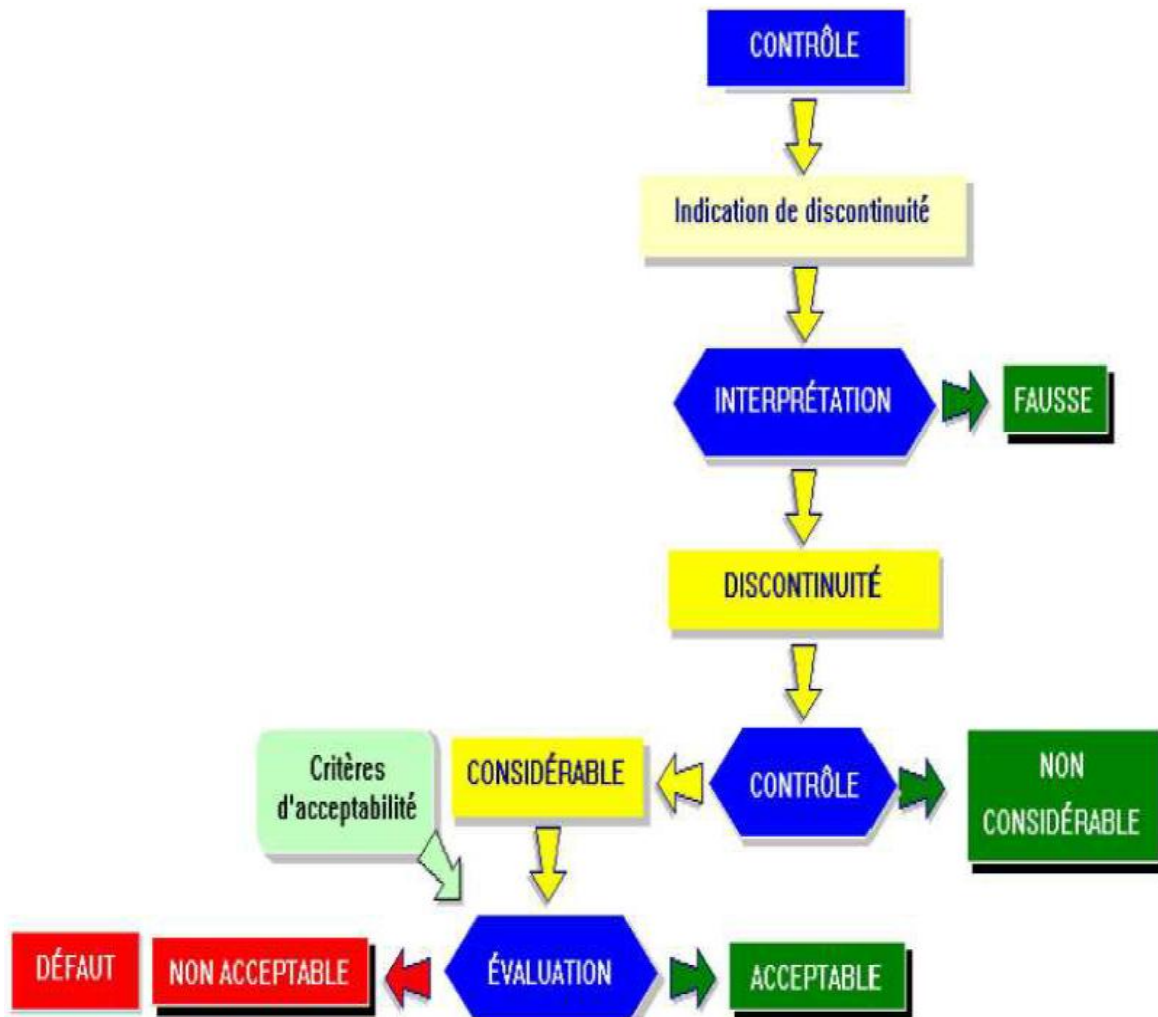 CONTRÔLE
Indication de discontinuité
INTERPRÉTATION
FAUSSE
DISCONTINUITÉ
Critères
d'acceptabilité
CONSIDÉRABLE
CONTRÔLE
NON
CONSIDÉRABLE
DÉFAUT
NON ACCEPTABLE
ÉVALUATION
ACCEPTABLE